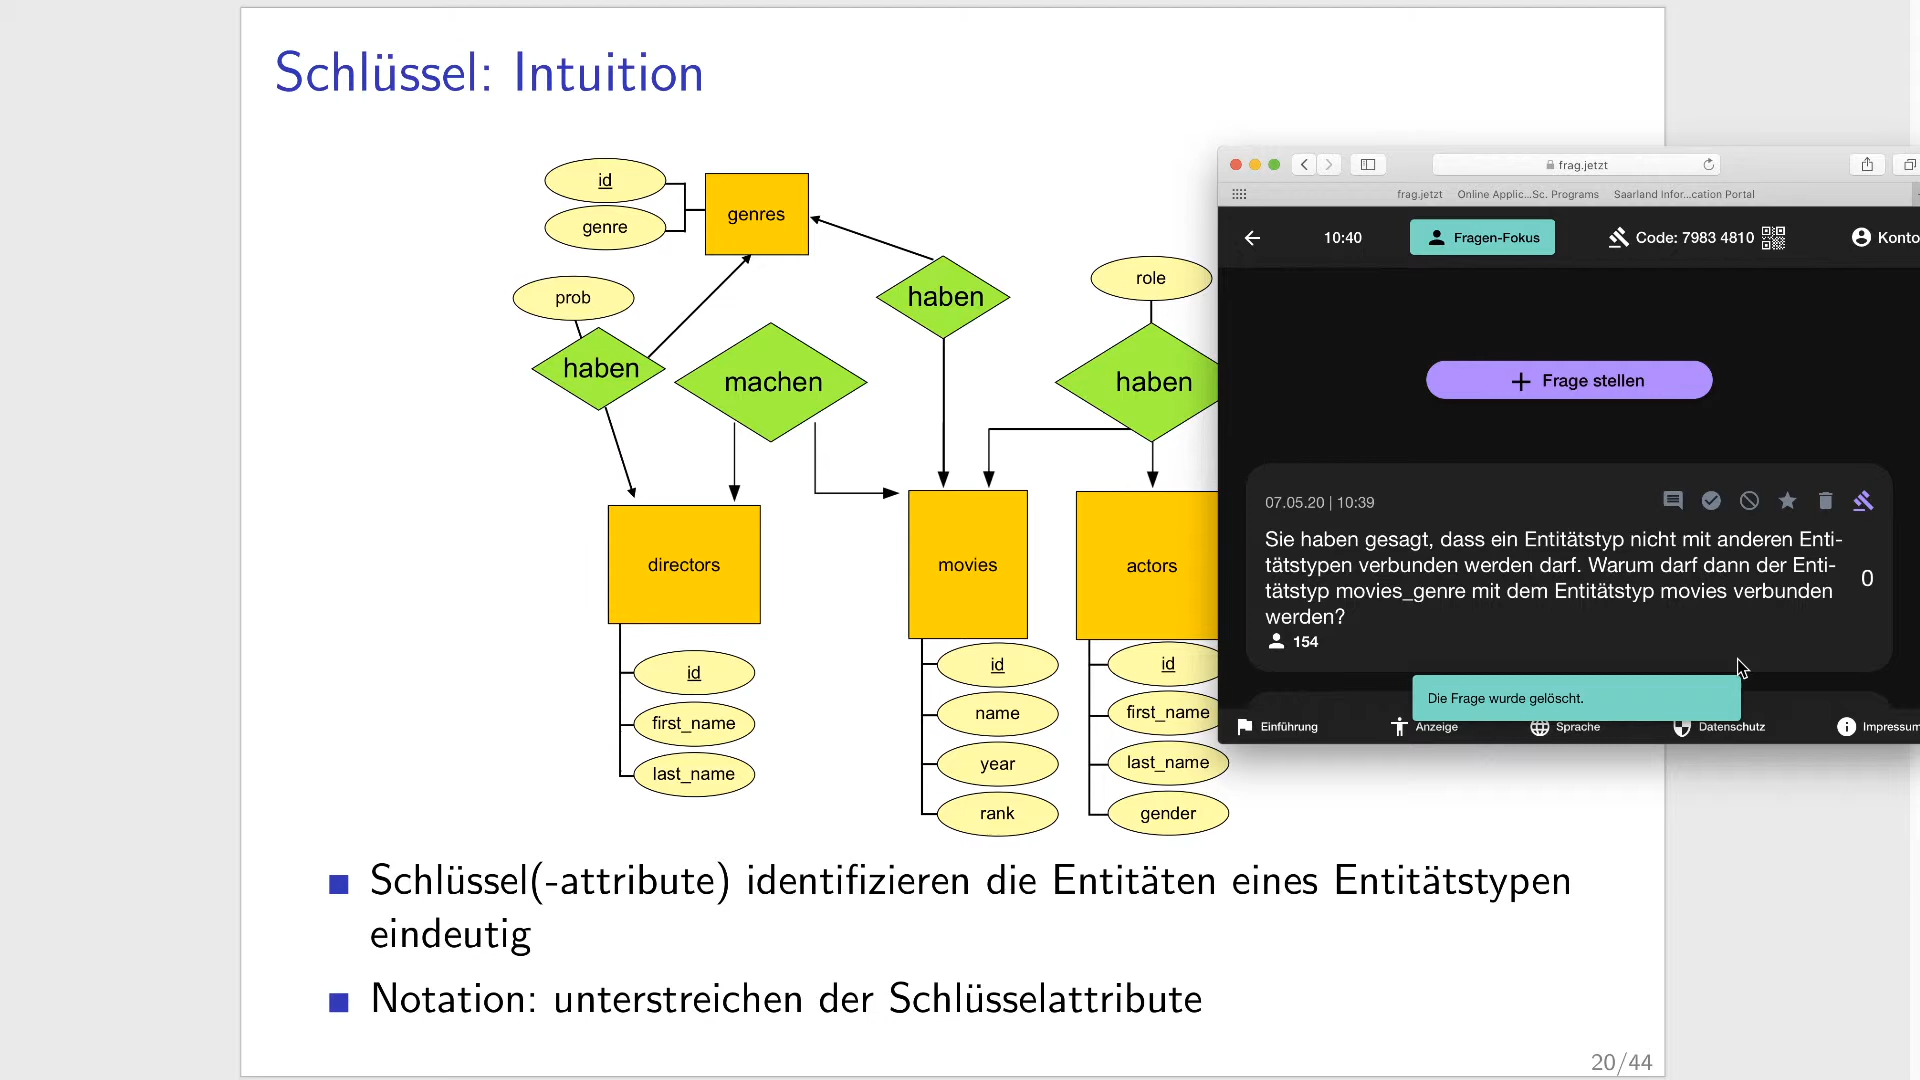 Schlüssel: Intuition
id
genre
genres
prob
haben
machen
haben
role
haben
directors
movies
actors
id
first_name
last_name
id
name
year
rank
id
first_name
last_name
gender
Schlüssel(-attribute) identifizieren die Entitäten eines Entitätstypen
eindeutig
Notation: unterstreichen der Schlüsselattribute
20/44
frag.jetzt
frag.jetzt Online Applic...Sc. Programs Saarland Infor...cation Portal
10:40 Fragen-Fokus Code: 7983 4810 Konto
Frage stellen
07.05.20 | 10:39
Sie haben gesagt, dass ein Entitätstyp nicht mit anderen Enti-
tätstypen verbunden werden darf. Warum darf dann der Enti-
tätstyp movies_genre mit dem Entitätstyp movies verbunden
werden?
0
154
Die Frage wurde gelöscht.
Einführung Anzeige Sprache Datenschutz Impressum